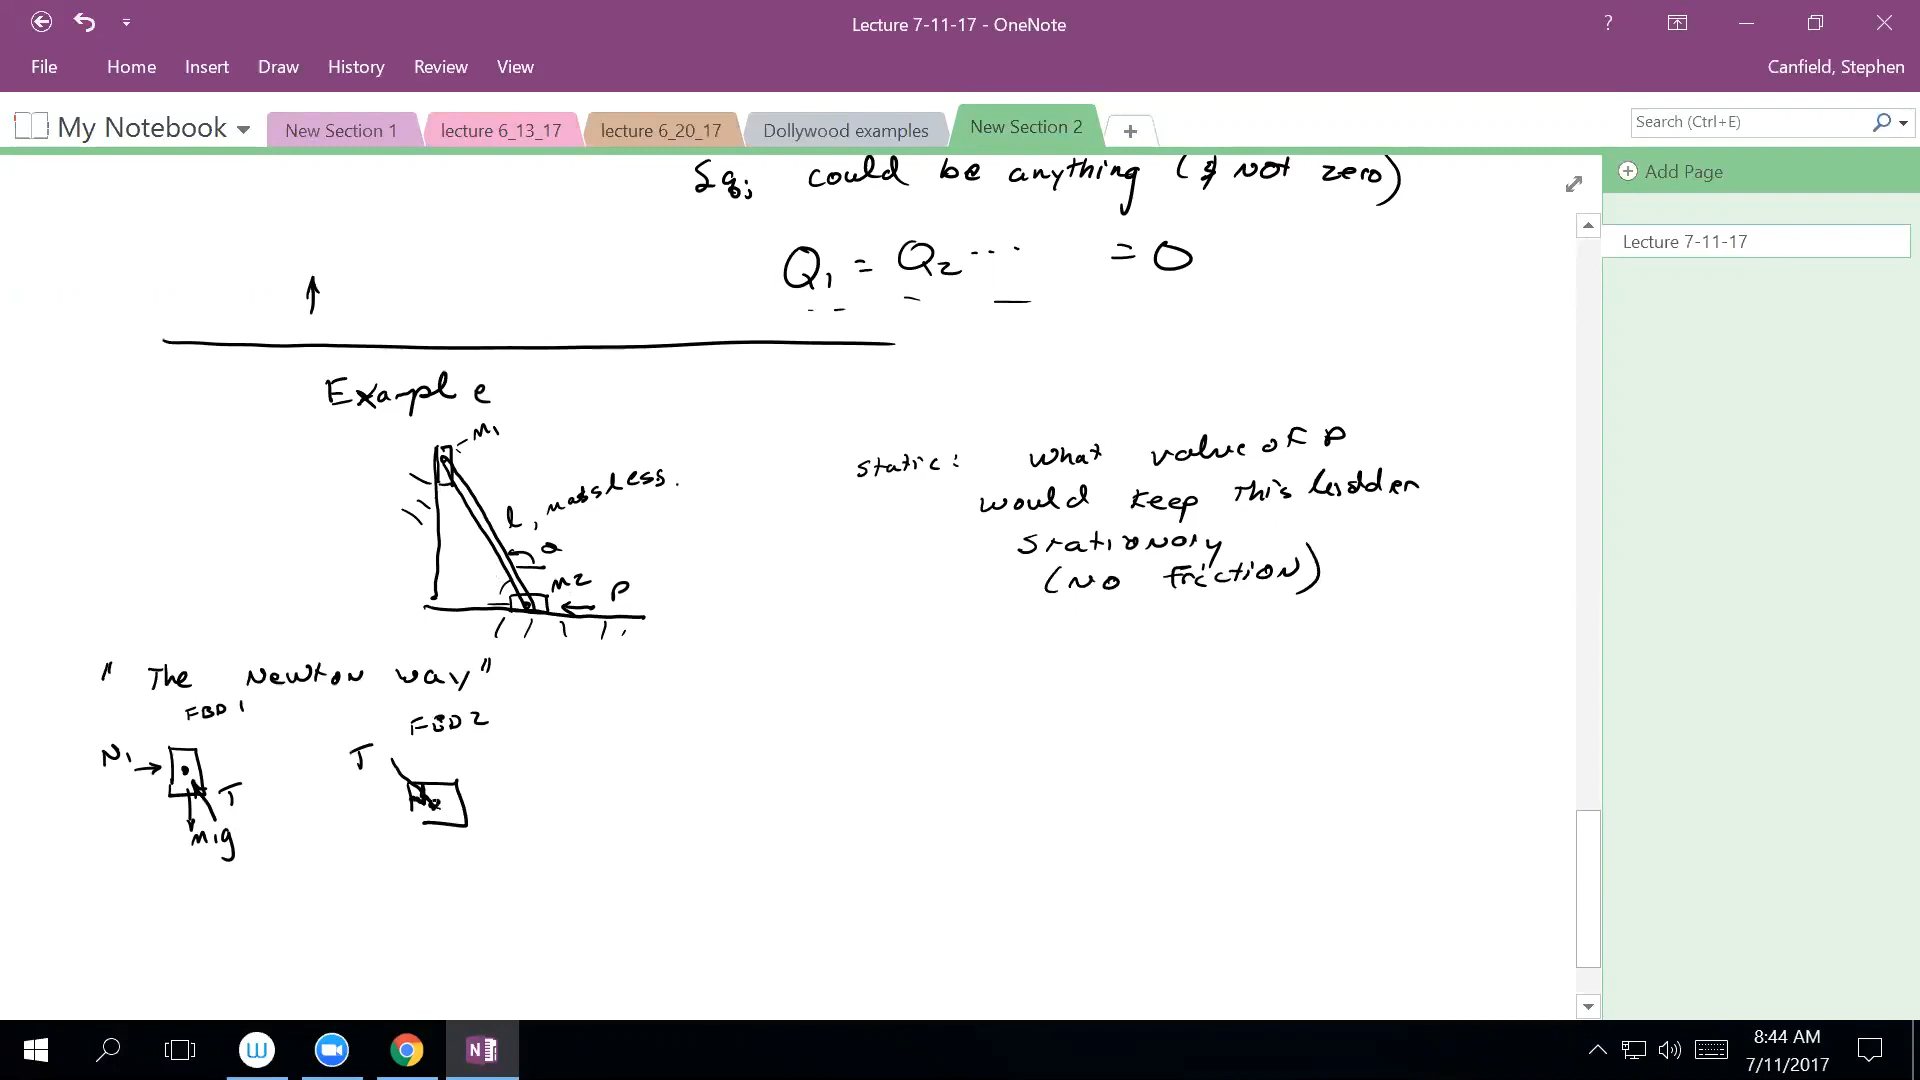 Lecture 7-11-17 - OneNote
?
File Home Insert Draw History Review View
Canfield, Stephen
My Notebook
New Section 1
lecture 6_13_17
lecture 6_20_17
Dollywood examples
New Section 2
+
Search (Ctrl+E)
Add Page
Lecture 7-11-17
δqj could be anything (& not zero)
Q1 = Q2 ... = 0
Example
M1
l, massless.
θ
M2
P
static: what value of P
would keep this ladder
stationary
(no friction)
"The Newton way"
FBD 1
FBD 2
N1
T
m1g
T
8:44 AM
7/11/2017